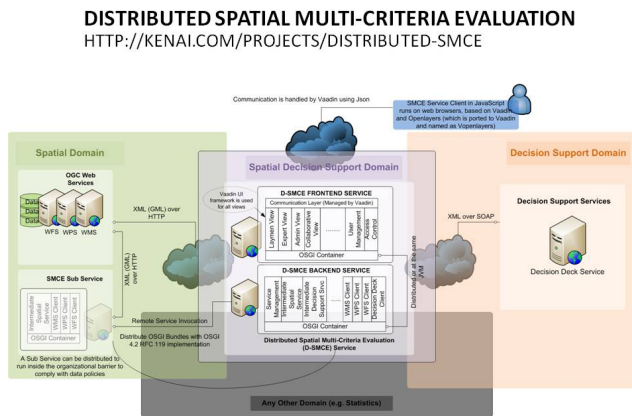 DISTRIBUTED SPATIAL MULTI-CRITERIA EVALUATION
HTTP://KENAI.COM/PROJECTS/DISTRIBUTED-SMCE
Communication is handled by Vaadin using Json
SMCE Service Client in JavaScript
runs on web browsers, based on Vaadin
and Openlayers (which is ported to Vaadin
and named as Vopenlayers)
Spatial Domain
Spatial Decision Support Domain
Decision Support Domain
OGC Web
Services
Data
Data
Data
WFS
WPS
WMS
XML (GML) over
HTTP
XML (GML)
over HTTP
SMCE Sub Service
Intermediate
Spatial
Service
WMS Client
WPS Client
WFS Client
OSGI Container
A Sub Service can be distributed to
run inside the organizational barrier to
comply with data policies
Remote Service Invocation
Distribute OSGI Bundles with OSGI
4.2 RFC 119 implementation
Vaadin UI
framework is used
for all views
D-SMCE FRONTEND SERVICE
Communication Layer (Managed by Vaadin)
Laymen View
Expert View
Admin View
Collaborative
View
........
User
Management
Access
Control
OSGI Container
D-SMCE BACKEND SERVICE
Service
Management
Intermediate
Spatial
Service
Intermediate
Decision
Support Srvc
WMS Client
WPS Client
WFS Client
Decision Deck
Client
OSGI Container
Distributed Spatial Multi-Criteria Evaluation
(D-SMCE) Service
Distributed or at the same
JVM
XML over SOAP
Decision Support Services
Decision Deck Service
Any Other Domain (e.g. Statistics)